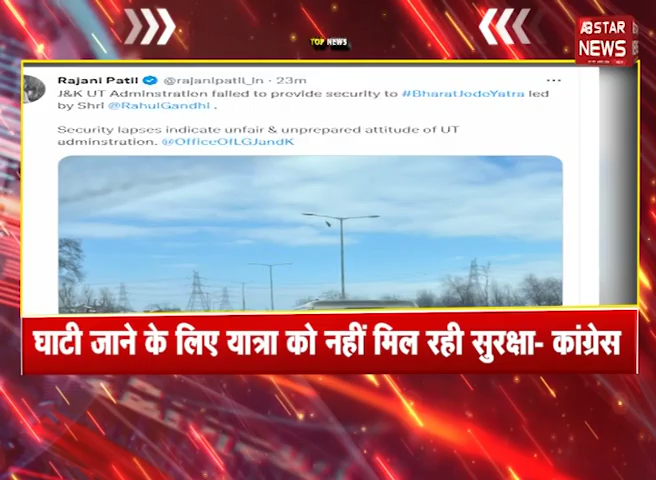 TOP NEWS
ABSTAR
NEWS
Rajani Patil @rajanipatil_in · 23m
J&K UT Adminstration failed to provide security to #BharatJodoYatra led
by Shri @RahulGandhi .
Security lapses indicate unfair & unprepared attitude of UT
adminstration. @OfficeOfLGJandK
घाटी जाने के लिए यात्रा को नहीं मिल रही सुरक्षा- कांग्रेस